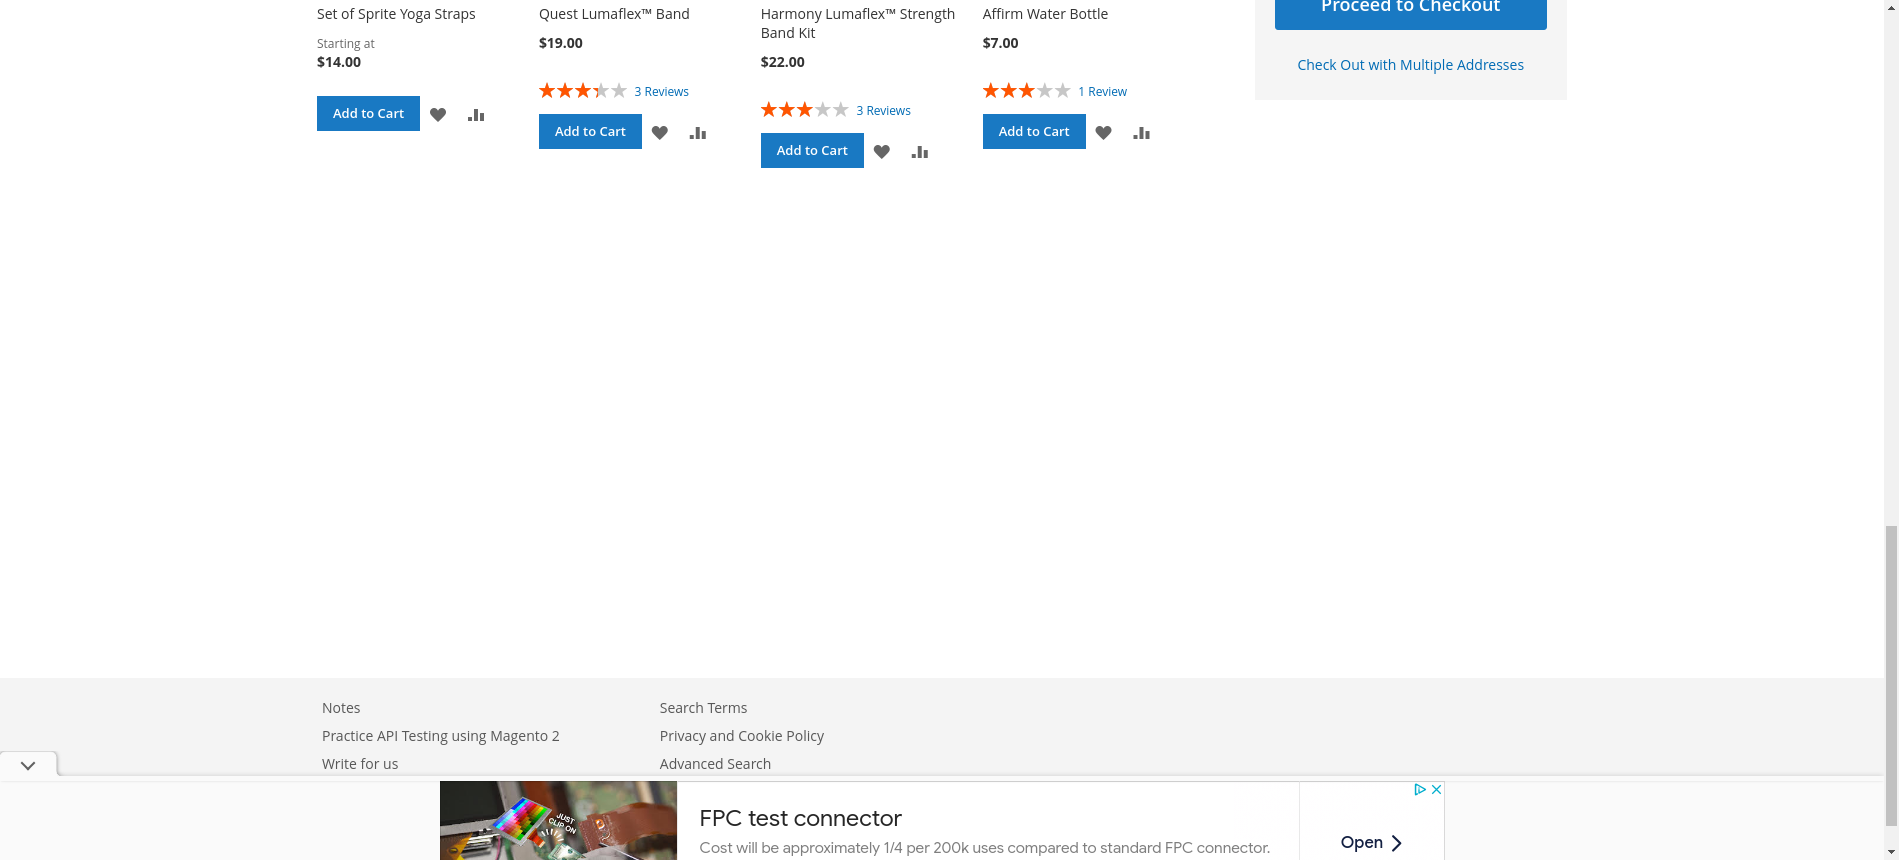 Set of Sprite Yoga Straps
Starting at
$14.00
Add to Cart
Quest Lumaflex™ Band
$19.00
3 Reviews
Add to Cart
Harmony Lumaflex™ Strength
Band Kit
$22.00
3 Reviews
Add to Cart
Affirm Water Bottle
$7.00
1 Review
Add to Cart
Proceed to Checkout
Check Out with Multiple Addresses
Notes
Practice API Testing using Magento 2
Write for us
Search Terms
Privacy and Cookie Policy
Advanced Search
JUST
CLIP ON
FPC test connector
Cost will be approximately 1/4 per 200k uses compared to standard FPC connector.
Open